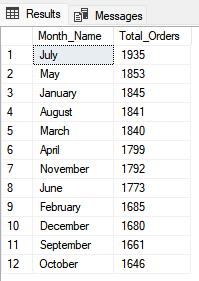 Results Messages
Month_Name Total_Orders
1 July 1935
2 May 1853
3 January 1845
4 August 1841
5 March 1840
6 April 1799
7 November 1792
8 June 1773
9 February 1685
10 December 1680
11 September 1661
12 October 1646